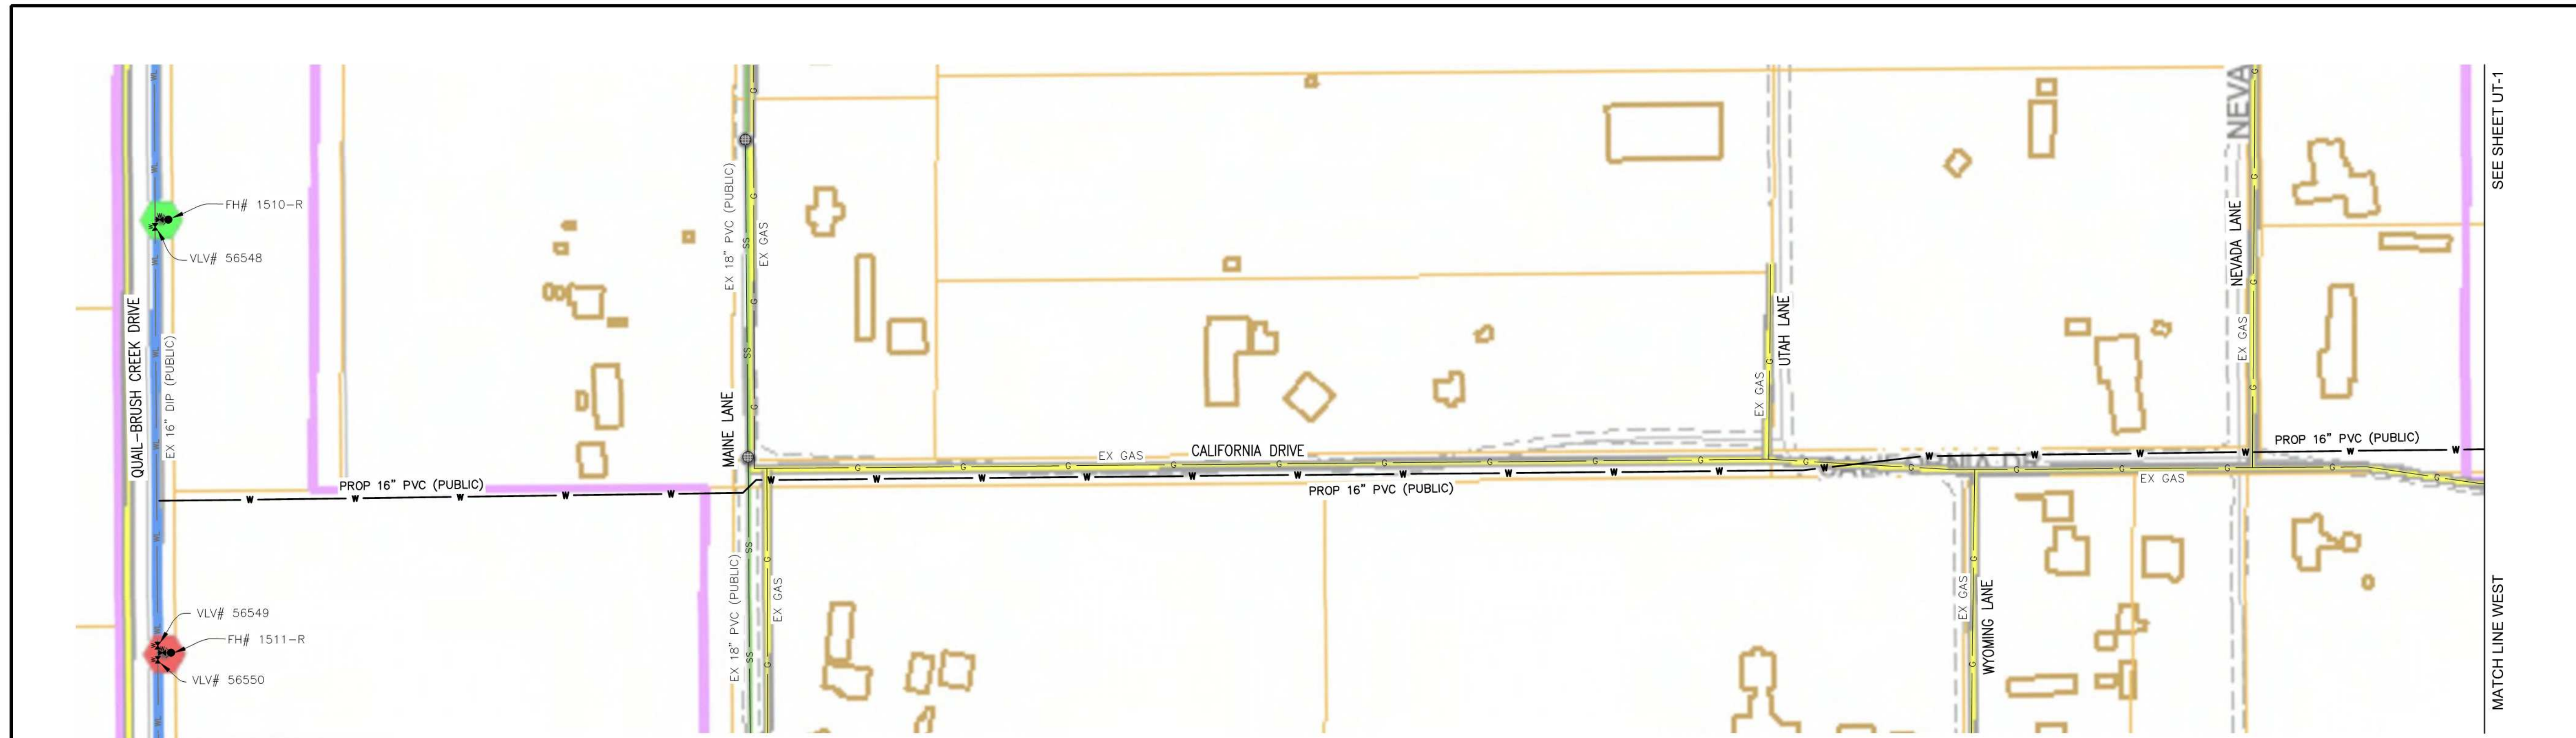 SEE SHEET UT-1
MATCH LINE WEST
NEVA
FH# 1510-R
VLV# 56548
QUAIL-BRUSH CREEK DRIVE
EX 16" DIP (PUBLIC)
VLV# 56549
FH# 1511-R
VLV# 56550
PROP 16" PVC (PUBLIC)
EX 18" PVC (PUBLIC)
EX GAS
MAINE LANE
EX 18" PVC (PUBLIC)
EX GAS
EX GAS
CALIFORNIA DRIVE
PROP 16" PVC (PUBLIC)
UTAH LANE
EX GAS
NEVADA LANE
EX GAS
PROP 16" PVC (PUBLIC)
CALIFORNIA DR
EX GAS
EX GAS
WYOMING LANE